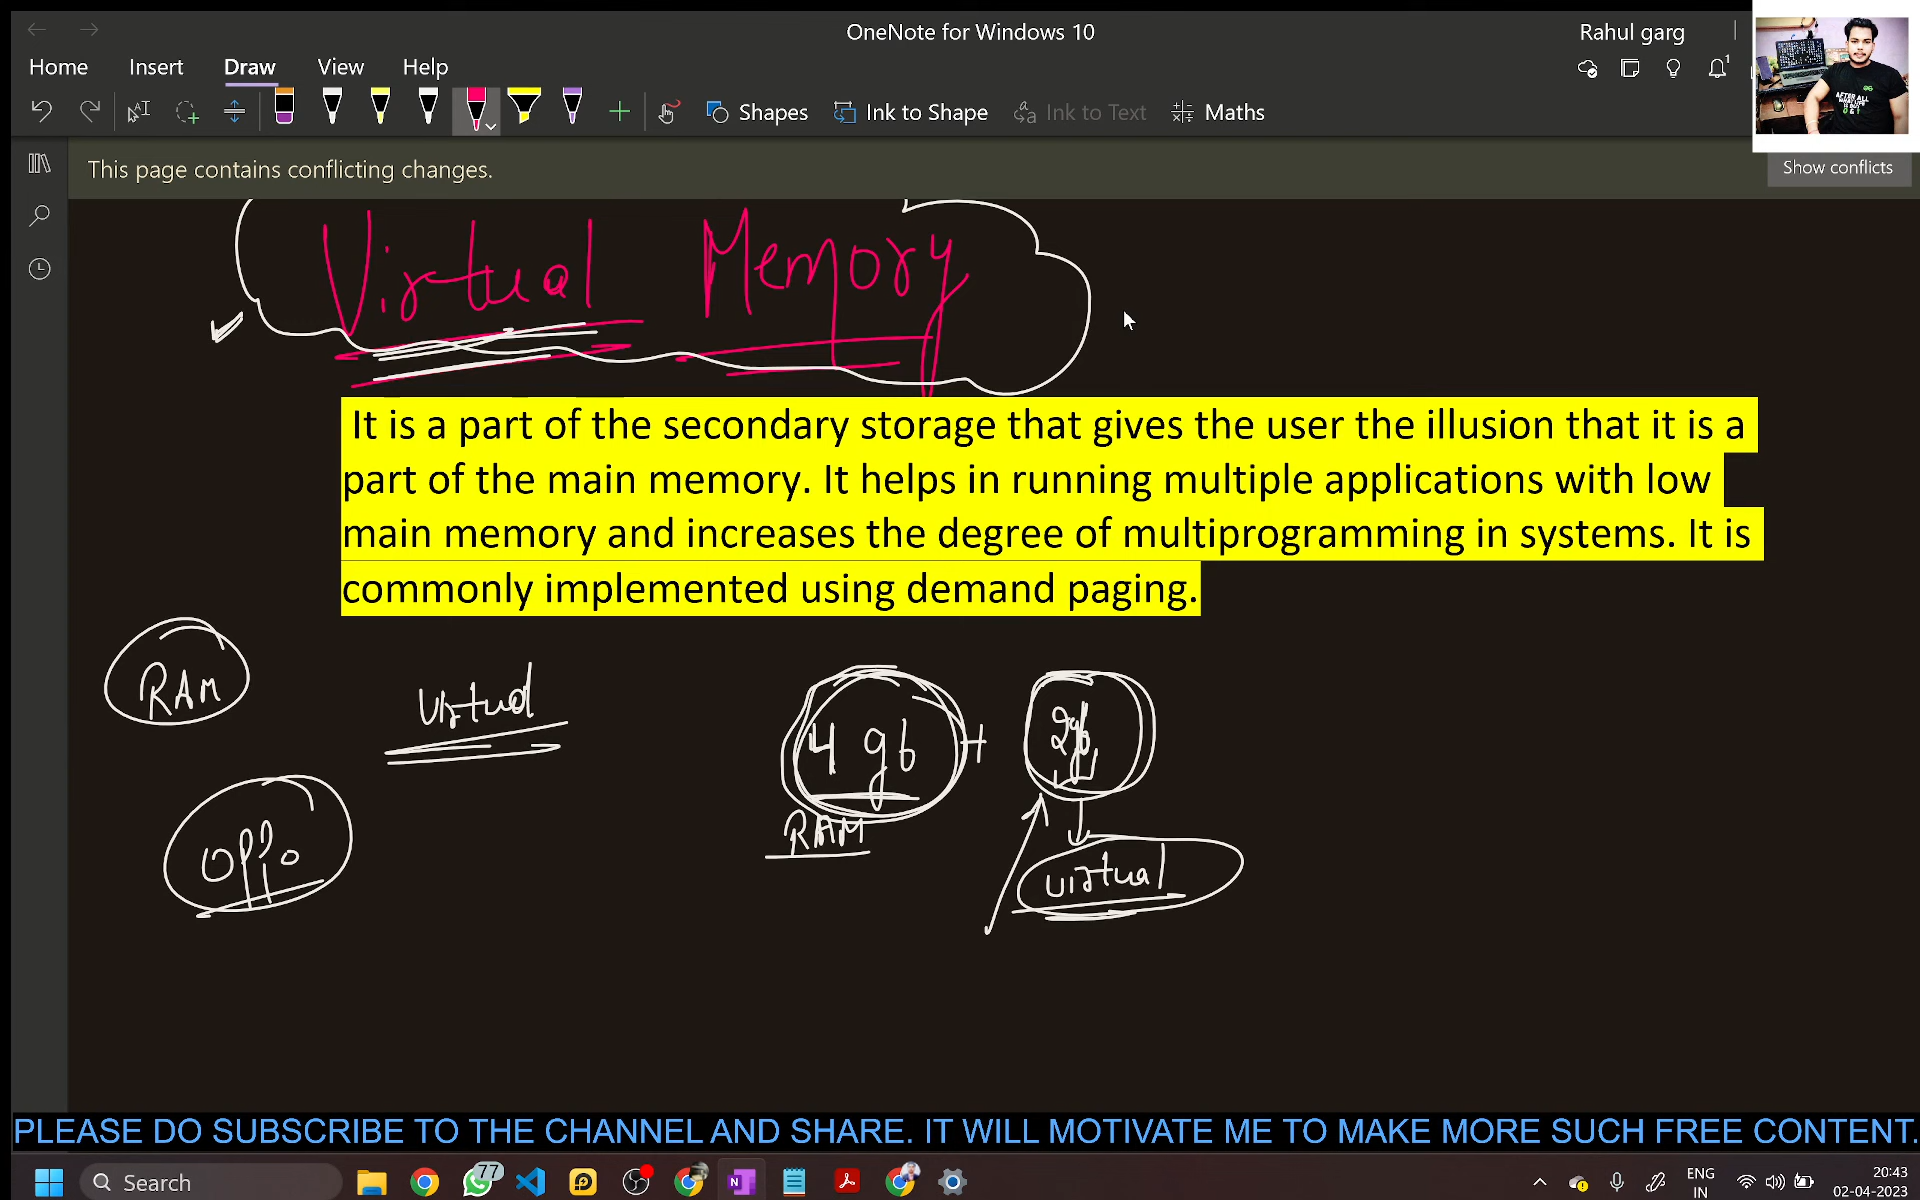 OneNote for Windows 10
Rahul garg
Home Insert Draw View Help
Shapes Ink to Shape Ink to Text Maths
This page contains conflicting changes.
Show conflicts
Virtual Memory
It is a part of the secondary storage that gives the user the illusion that it is a
part of the main memory. It helps in running multiple applications with low
main memory and increases the degree of multiprogramming in systems. It is
commonly implemented using demand paging.
RAM
Virtual
4 gb + 2gb
RAM
Oppo
virtual
PLEASE DO SUBSCRIBE TO THE CHANNEL AND SHARE. IT WILL MOTIVATE ME TO MAKE MORE SUCH FREE CONTENT.
Search
77
ENG
IN
20:43
02-04-2023